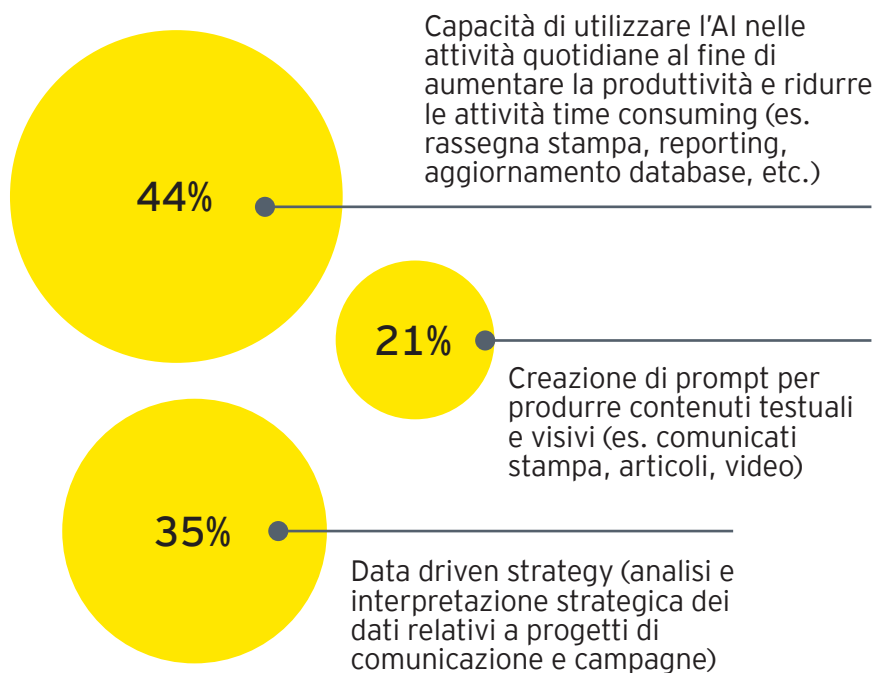 Capacità di utilizzare l'AI nelle
attività quotidiane al fine di
aumentare la produttività e ridurre
le attività time consuming (es.
rassegna stampa, reporting,
aggiornamento database, etc.)
44%
21%
Creazione di prompt per
produrre contenuti testuali
e visivi (es. comunicati
stampa, articoli, video)
35%
Data driven strategy (analisi e
interpretazione strategica dei
dati relativi a progetti di
comunicazione e campagne)